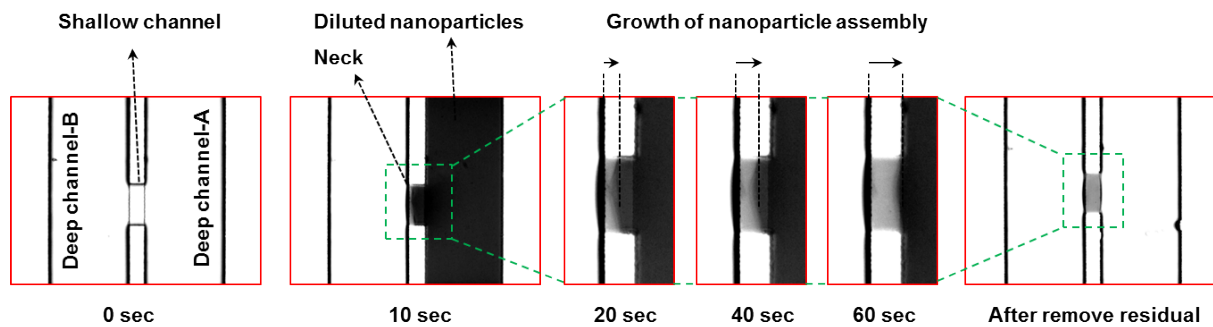 Shallow channel
Diluted nanoparticles
Growth of nanoparticle assembly
Neck
Deep channel-B
Deep channel-A
0 sec
10 sec
20 sec
40 sec
60 sec
After remove residual